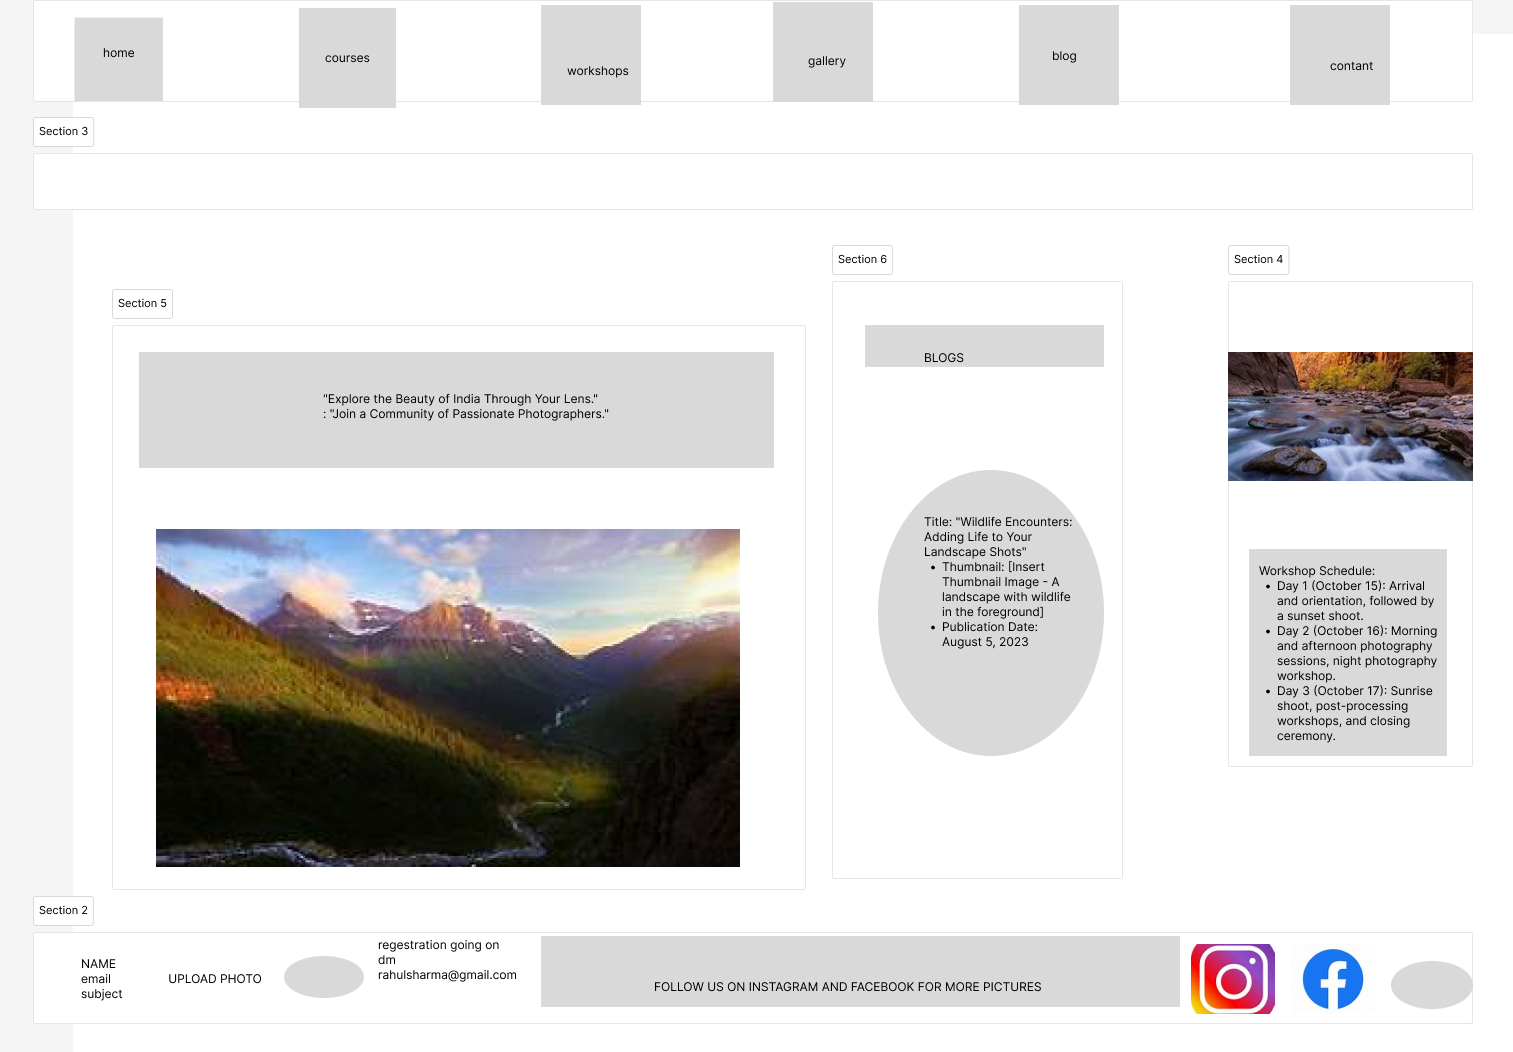 home
courses
workshops
gallery
blog
contant
Section 3
Section 6
Section 4
Section 5
"Explore the Beauty of India Through Your Lens."
: "Join a Community of Passionate Photographers."
BLOGS
Title: "Wildlife Encounters:
Adding Life to Your
Landscape Shots"
• Thumbnail: [Insert
Thumbnail Image - A
landscape with wildlife
in the foreground]
• Publication Date:
August 5, 2023
Workshop Schedule:
• Day 1 (October 15): Arrival
and orientation, followed by
a sunset shoot.
• Day 2 (October 16): Morning
and afternoon photography
sessions, night photography
workshop.
• Day 3 (October 17): Sunrise
shoot, post-processing
workshops, and closing
ceremony.
Section 2
NAME
email
subject
UPLOAD PHOTO
regestration going on
dm
rahulsharma@gmail.com
FOLLOW US ON INSTAGRAM AND FACEBOOK FOR MORE PICTURES